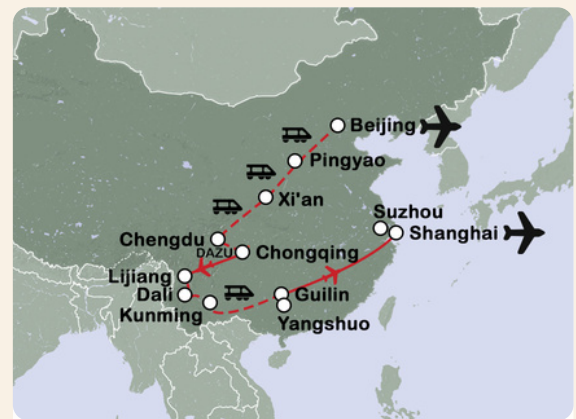 Beijing
Pingyao
Xi'an
Suzhou
Shanghai
Chengdu
DAZU
Chongqing
Lijiang
Dali
Guilin
Kunming
Yangshuo